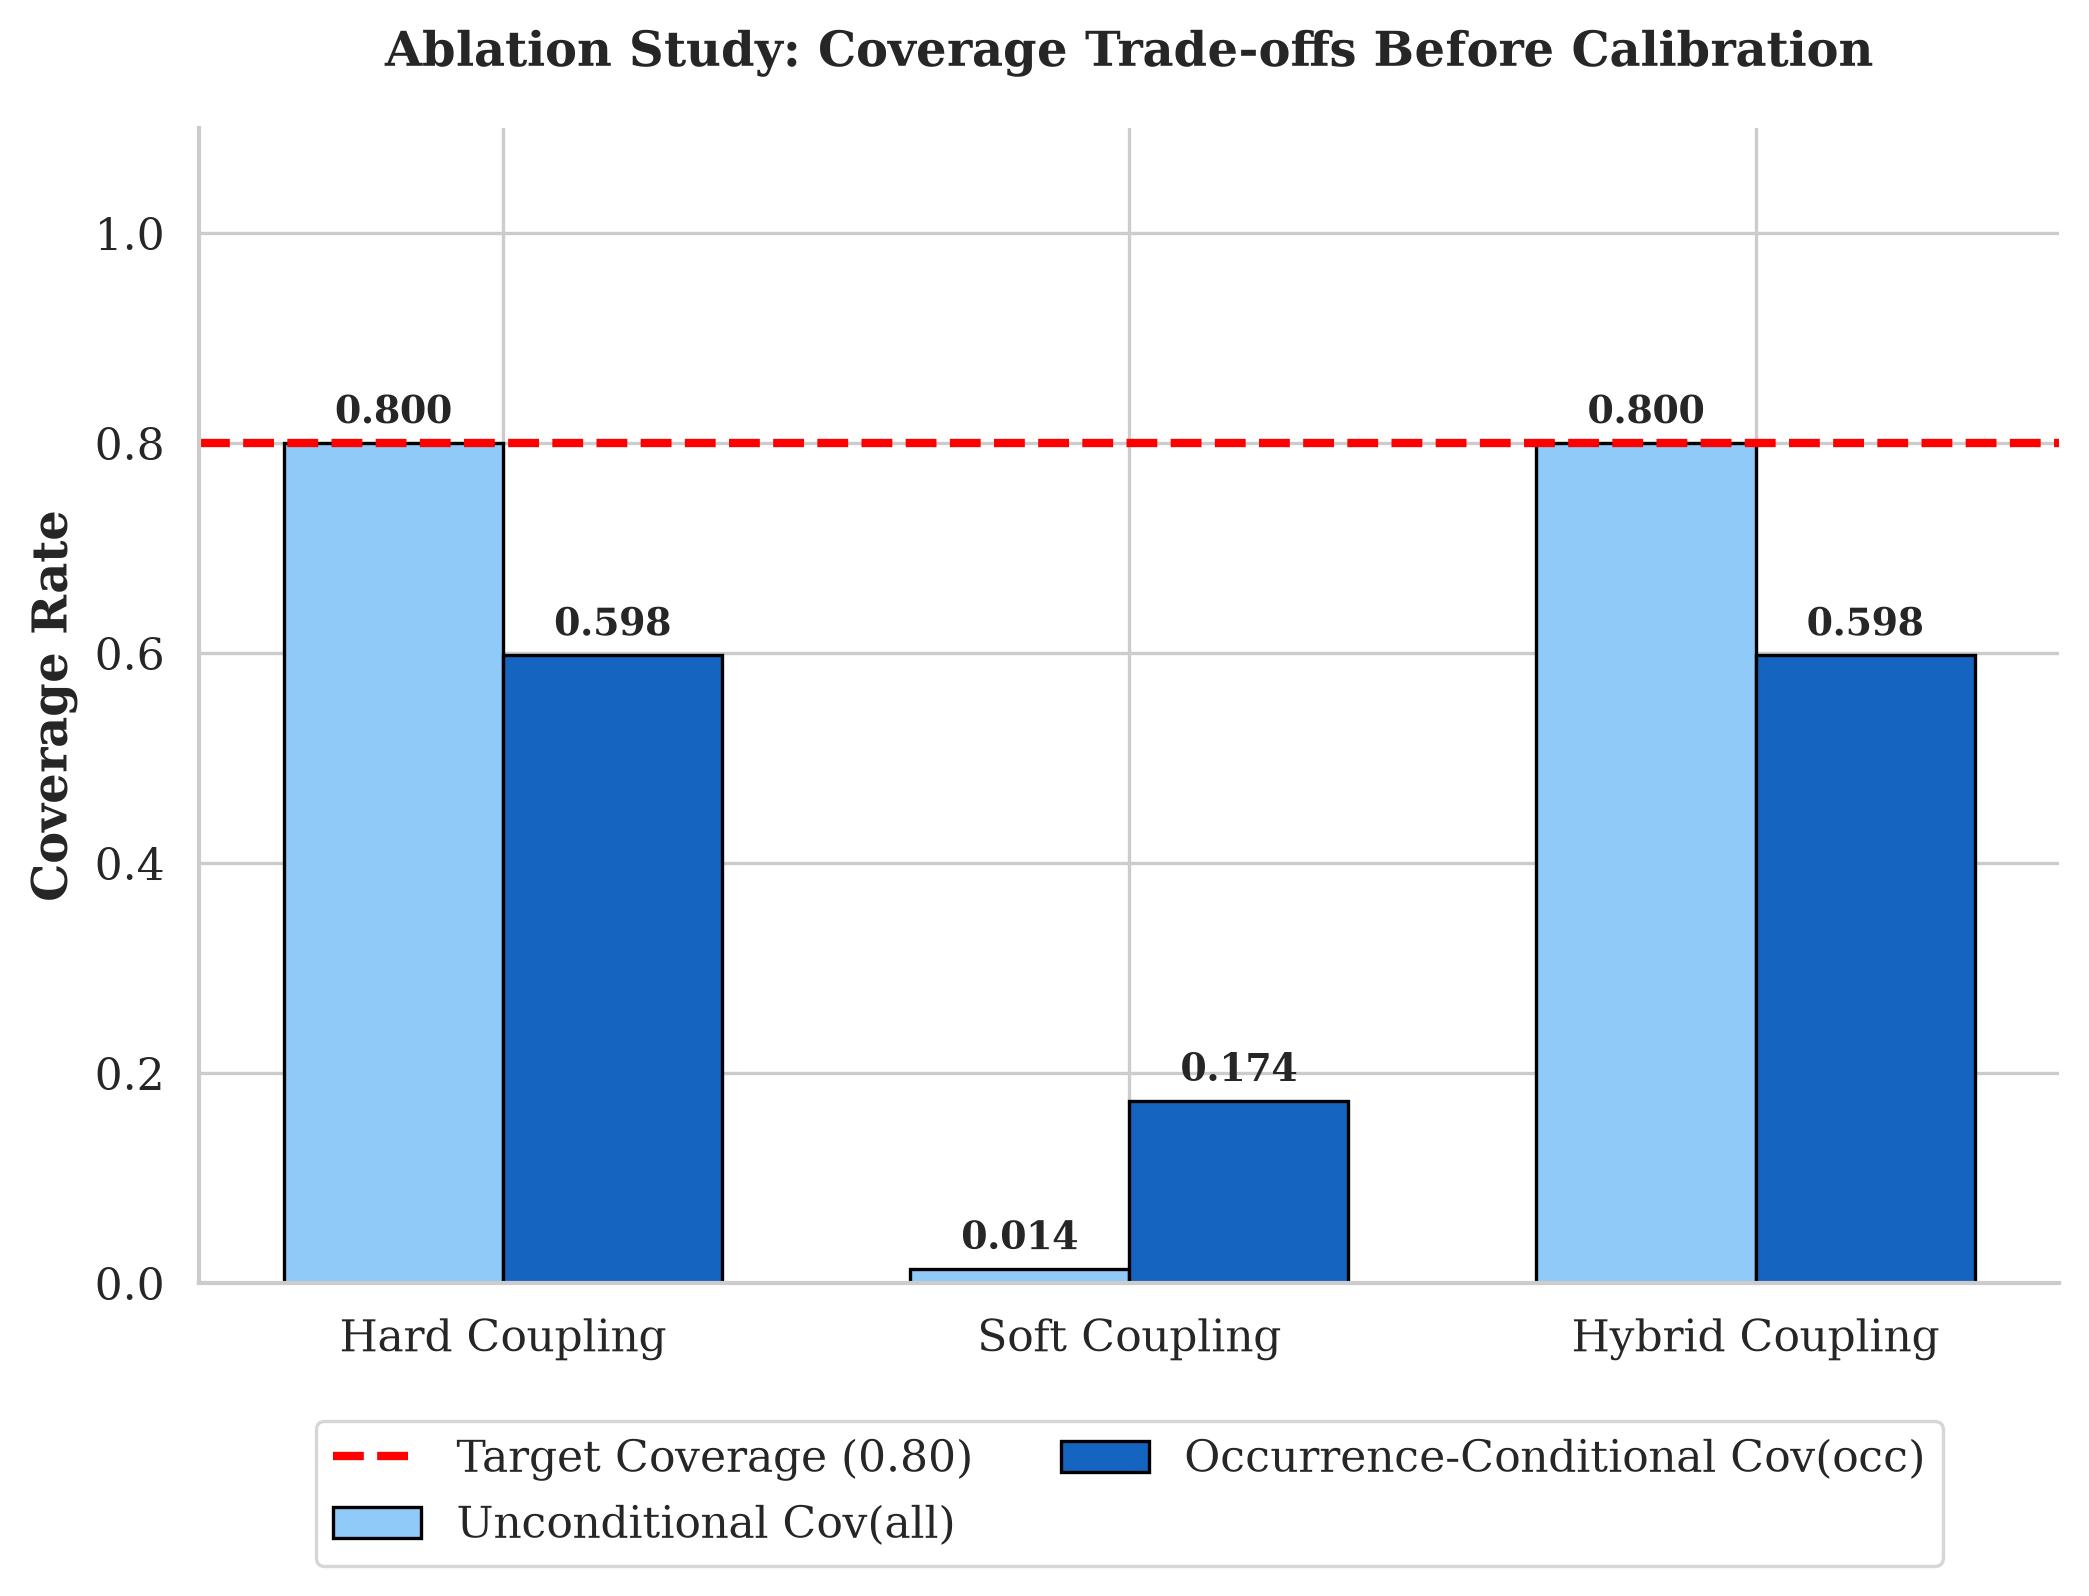 Ablation Study: Coverage Trade-offs Before Calibration
Coverage Rate
1.0
0.8
0.6
0.4
0.2
0.0
0.800
0.598
0.014
0.174
0.800
0.598
Hard Coupling
Soft Coupling
Hybrid Coupling
Target Coverage (0.80)
Unconditional Cov(all)
Occurrence-Conditional Cov(occ)